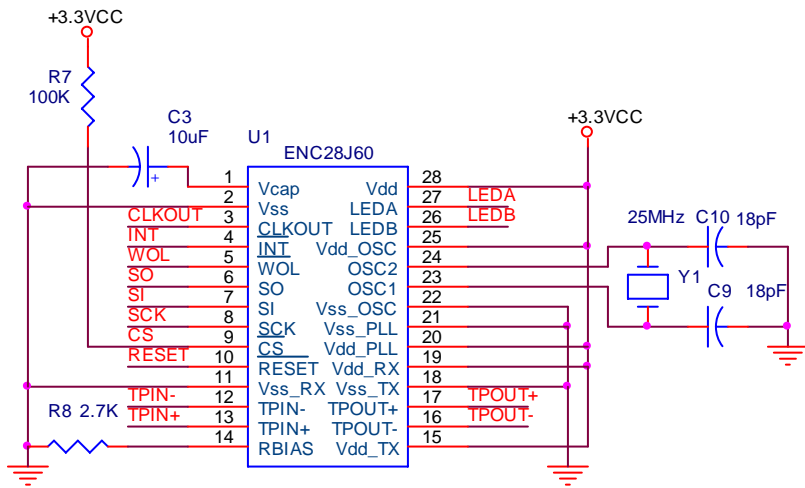 +3.3VCC
R7
100K
C3
10uF
+
U1
ENC28J60
+3.3VCC
1 Vcap Vdd 28
2 Vss LEDA 27 LEDA
CLKOUT 3 CLKOUT LEDB 26 LEDB
INT 4 INT Vdd_OSC 25
WOL 5 WOL OSC2 24
SO 6 SO OSC1 23
SI 7 SI Vss_OSC 22
SCK 8 SCK Vss_PLL 21
CS 9 CS Vdd_PLL 20
RESET 10 RESET Vdd_RX 19
11 Vss_RX Vss_TX 18
TPIN- 12 TPIN- TPOUT+ 17 TPOUT+
TPIN+ 13 TPIN+ TPOUT- 16 TPOUT-
R8 2.7K 14 RBIAS Vdd_TX 15
25MHz C10 18pF
Y1
C9 18pF